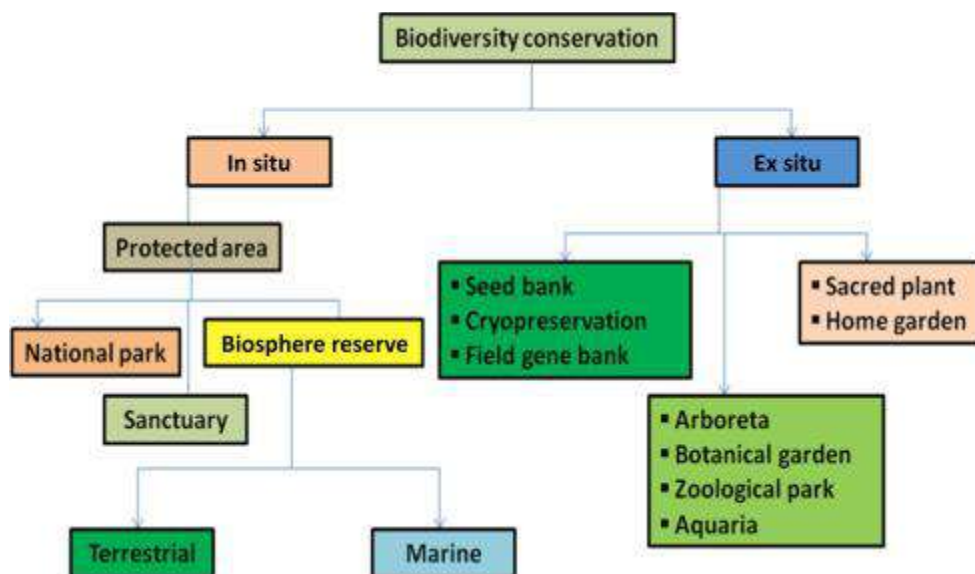 Biodiversity conservation
In situ
Ex situ
Protected area
National park
Biosphere reserve
Sanctuary
Terrestrial
Marine
▪ Seed bank
▪ Cryopreservation
▪ Field gene bank
▪ Sacred plant
▪ Home garden
▪ Arboreta
▪ Botanical garden
▪ Zoological park
▪ Aquaria